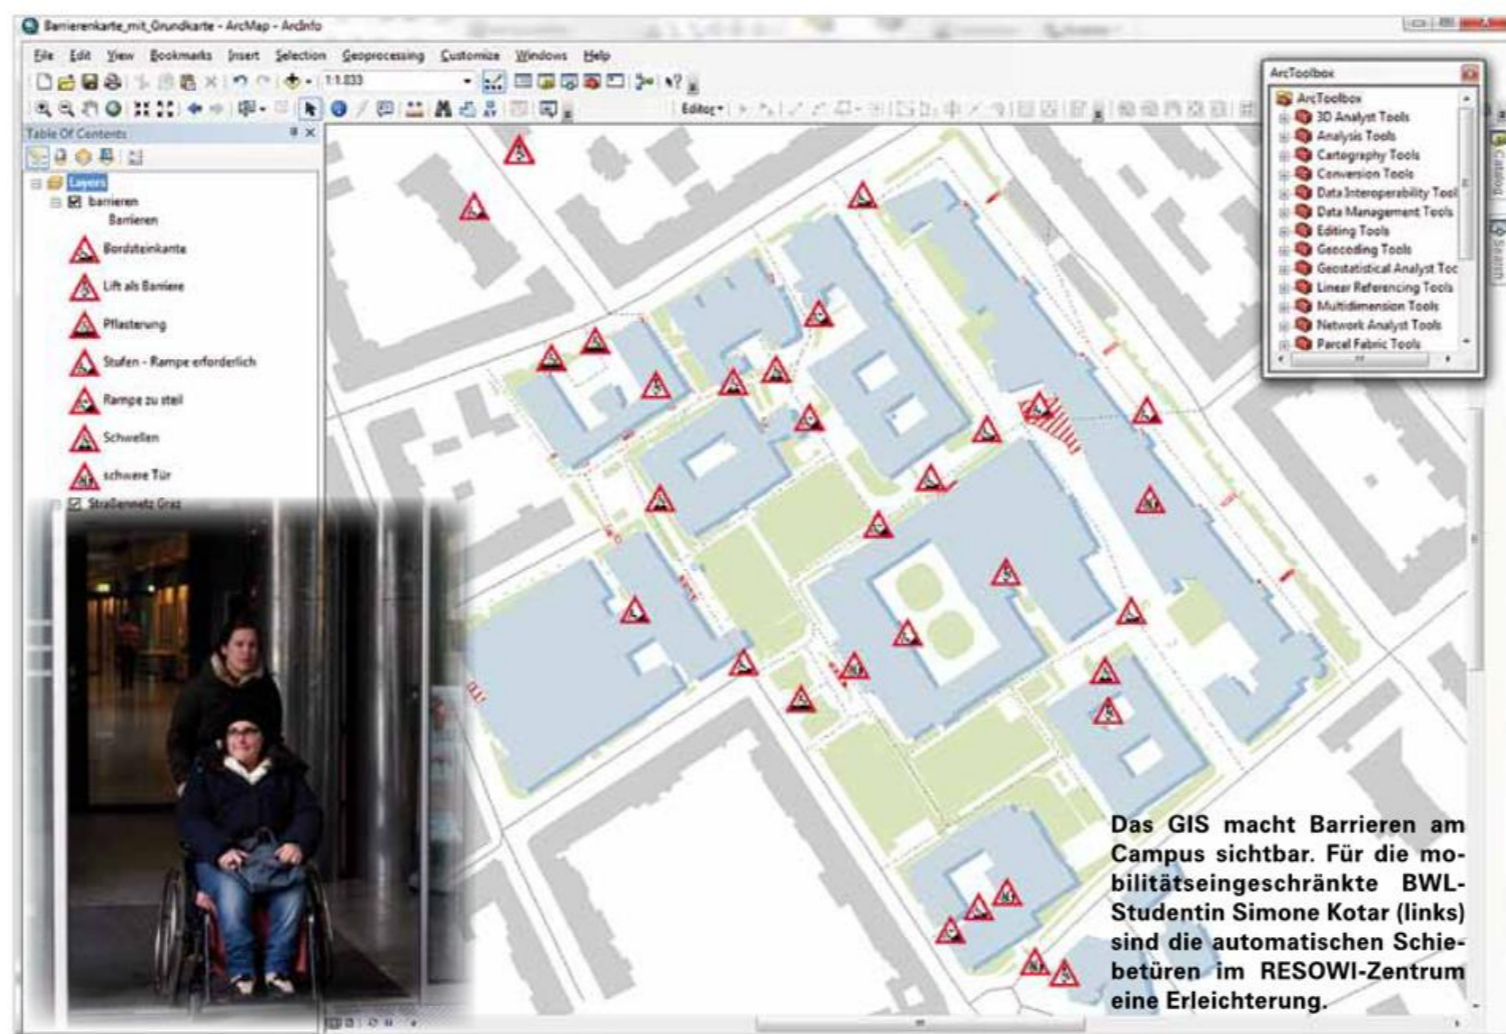 Barrierenkarte_mit_Grundkarte - ArcMap - ArcInfo
File Edit View Bookmarks Insert Selection Geoprocessing Customize Windows Help
1:1.833
Editor
Table Of Contents
Layers
barrieren
Barrieren
Bordsteinkante
Lift als Barriere
Pflasterung
Stufen - Rampe erforderlich
Rampe zu steil
Schwellen
schwere Tür
Straßennetz Graz
ArcToolbox
ArcToolbox
3D Analyst Tools
Analysis Tools
Cartography Tools
Conversion Tools
Data Interoperability Tool
Data Management Tools
Editing Tools
Geocoding Tools
Geostatistical Analyst Toc
Linear Referencing Tools
Multidimension Tools
Network Analyst Tools
Parcel Fabric Tools
Catalog
Search
Das GIS macht Barrieren am
Campus sichtbar. Für die mo-
bilitätseingeschränkte BWL-
Studentin Simone Kotar (links)
sind die automatischen Schie-
betüren im RESOWI-Zentrum
eine Erleichterung.